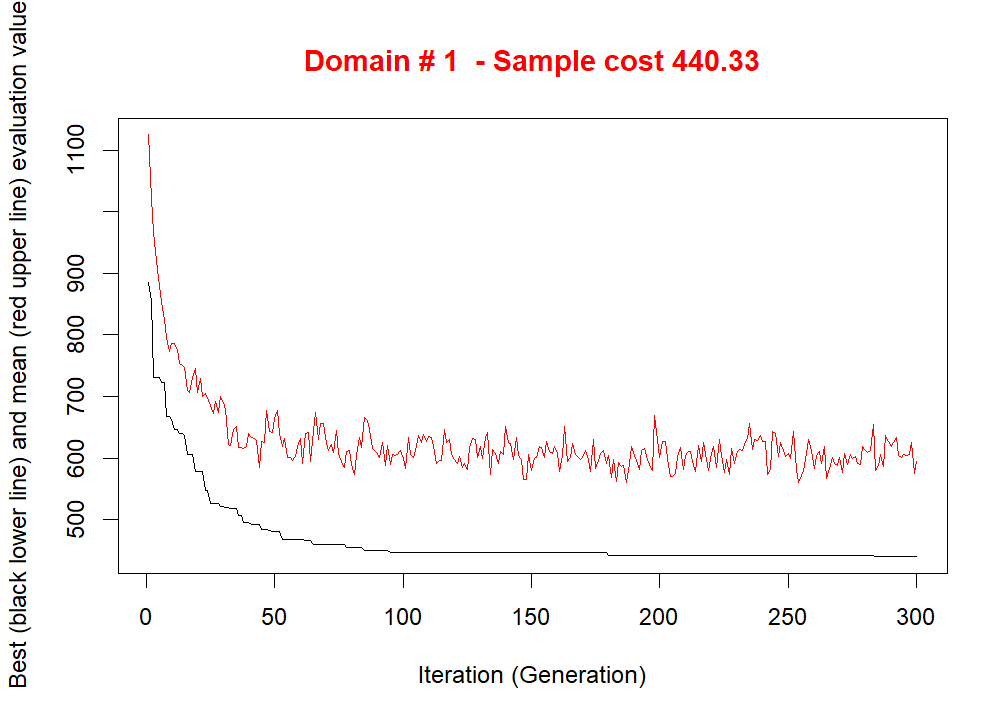 Domain # 1  - Sample cost 440.33
Best (black lower line) and mean (red upper line) evaluation value
1100
900
800
700
600
500
0 50 100 150 200 250 300
Iteration (Generation)